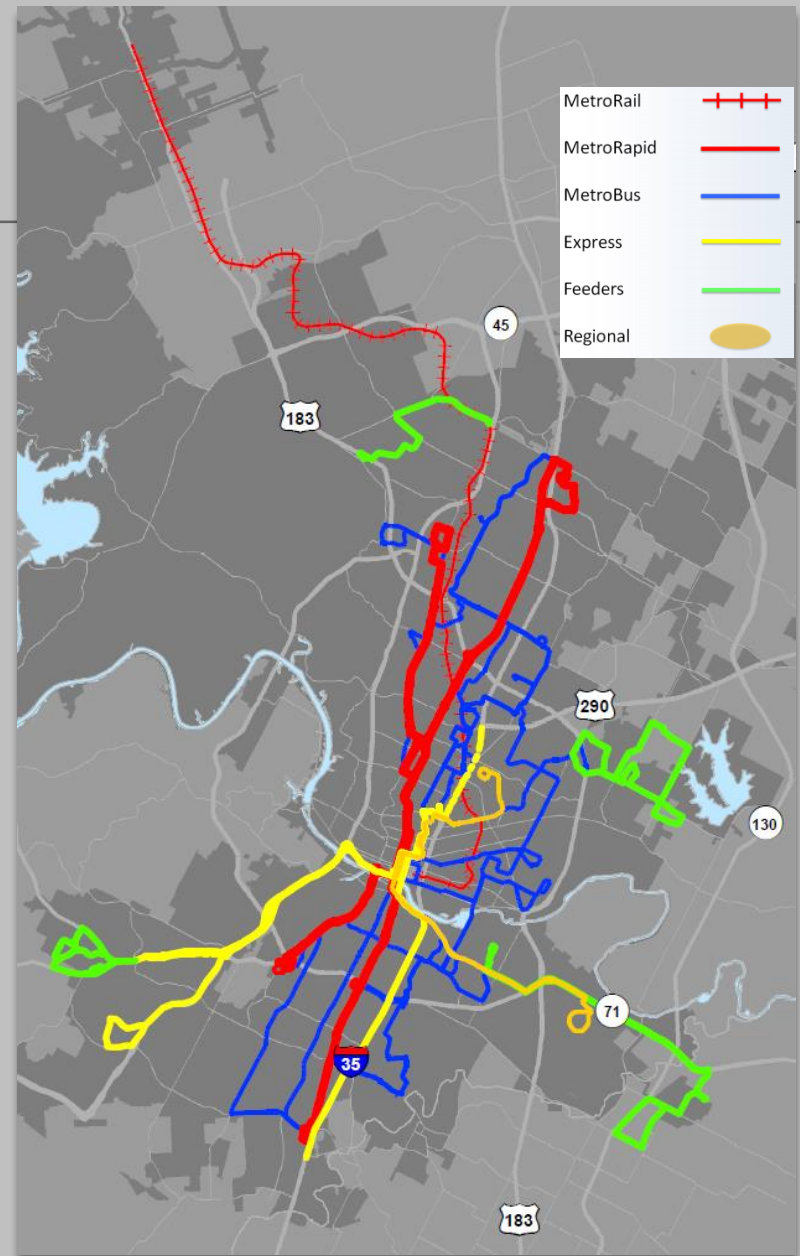 MetroRail
MetroRapid
MetroBus
Express
Feeders
Regional
45
183
290
130
71
35
183